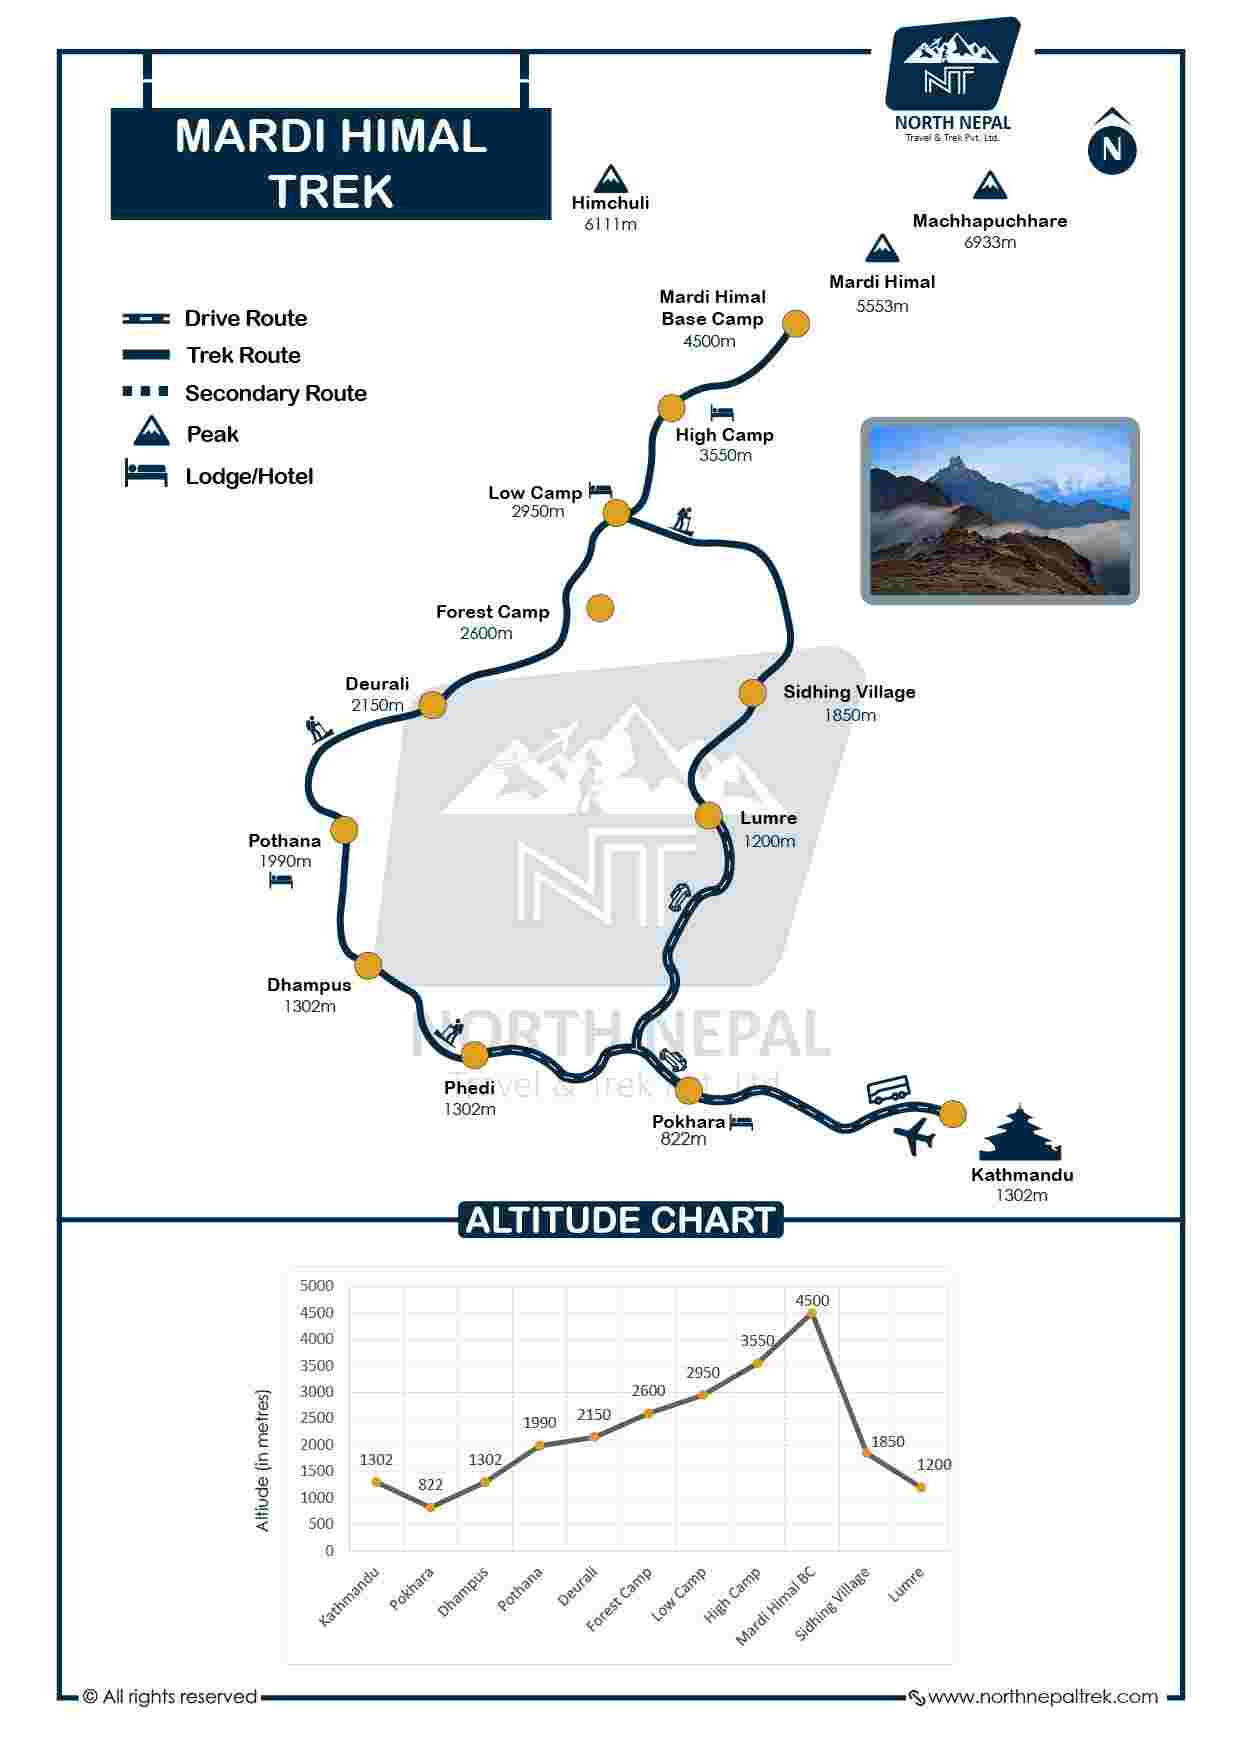 NT
NORTH NEPAL
Travel & Trek Pvt. Ltd.
N
MARDI HIMAL
TREK
Himchuli
6111m
Machhapuchhare
6933m
Mardi Himal
5553m
Mardi Himal
Base Camp
4500m
Drive Route
Trek Route
Secondary Route
Peak
Lodge/Hotel
High Camp
3550m
Low Camp
2950m
Forest Camp
2600m
Deurali
2150m
Sidhing Village
1850m
Pothana
1990m
Lumre
1200m
NT
Dhampus
1302m
NORTH NEPAL
Travel & Trek Pvt. Ltd.
Phedi
1302m
Pokhara
822m
Kathmandu
1302m
ALTITUDE CHART
Altiude (in metres)
5000
4500
4000
3500
3000
2500
2000
1500
1000
500
0
1302
822
1302
1990
2150
2600
2950
3550
4500
1850
1200
Kathmandu
Pokhara
Dhampus
Pothana
Deurali
Forest Camp
Low Camp
High Camp
Mardi Himal BC
Sidhing Village
Lumre
© All rights reserved
www.northnepaltrek.com